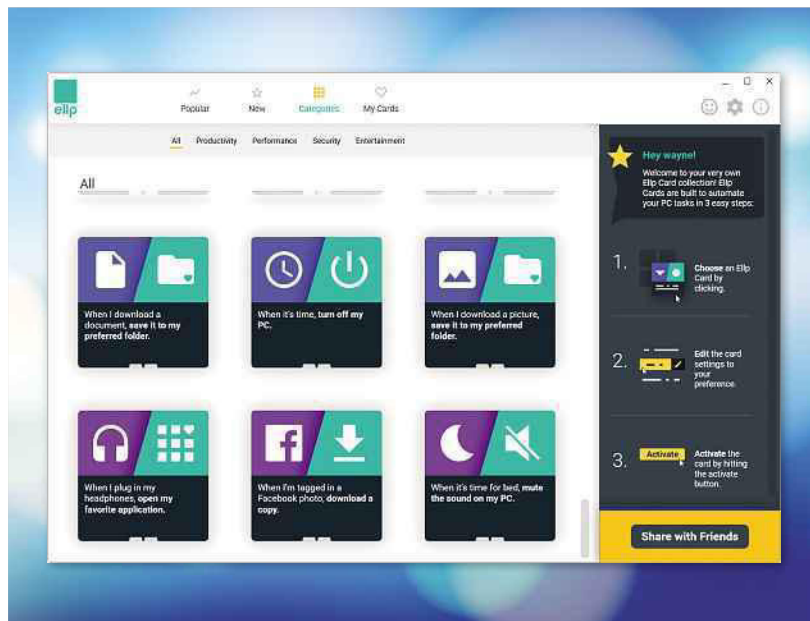 ellp
Popular
New
Categories
My Cards
All
Productivity
Performance
Security
Entertainment
All
When I download a
document, save it to my
preferred folder.
When it's time, turn off my
PC.
When I download a picture,
save it to my preferred
folder.
When I plug in my
headphones, open my
favorite application.
When I'm tagged in a
Facebook photo, download a
copy.
When it's time for bed, mute
the sound on my PC.
Hey wayne!
Welcome to your very own
Ellp Card collection! Ellp
Cards are built to automate
your PC tasks in 3 easy steps:
1.
Choose an Ellp
Card by
clicking.
2.
Edit the card
settings to
your
preference.
3.
Activate
Activate the
card by hitting
the activate
button.
Share with Friends